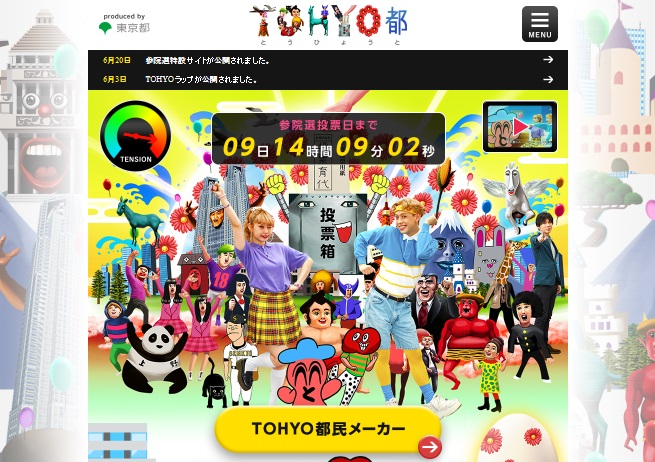 produced by
東京都
TOHYO都
とうひょうと
MENU
6月20日 参院選特設サイトが公開されました。
6月3日 TOHYOラップが公開されました。
TENSION
参院選投票日まで
09日14時間09分02秒
投票箱
TOHYO都民メーカー